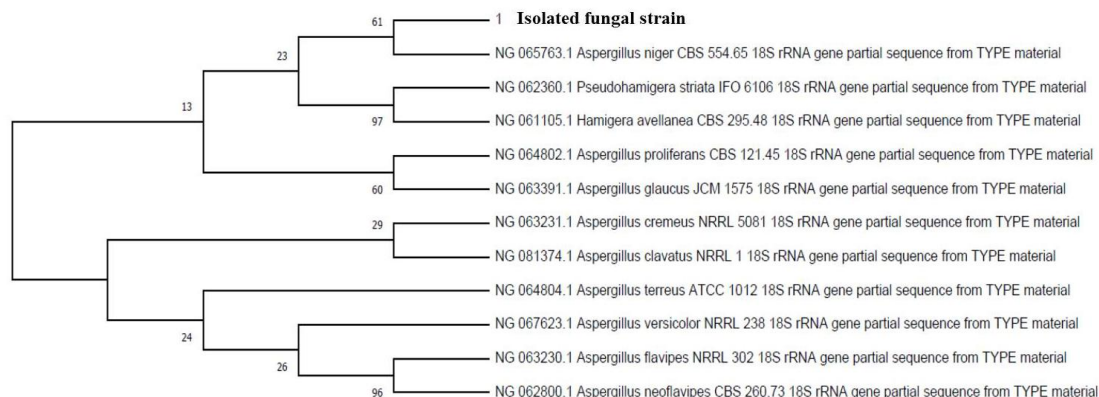 61
1 Isolated fungal strain
23
NG 065763.1 Aspergillus niger CBS 554.65 18S rRNA gene partial sequence from TYPE material
NG 062360.1 Pseudohamigera striata IFO 6106 18S rRNA gene partial sequence from TYPE material
13
97
NG 061105.1 Hamigera avellanea CBS 295.48 18S rRNA gene partial sequence from TYPE material
NG 064802.1 Aspergillus proliferans CBS 121.45 18S rRNA gene partial sequence from TYPE material
60
NG 063391.1 Aspergillus glaucus JCM 1575 18S rRNA gene partial sequence from TYPE material
29
NG 063231.1 Aspergillus cremeus NRRL 5081 18S rRNA gene partial sequence from TYPE material
NG 081374.1 Aspergillus clavatus NRRL 1 18S rRNA gene partial sequence from TYPE material
NG 064804.1 Aspergillus terreus ATCC 1012 18S rRNA gene partial sequence from TYPE material
24
NG 067623.1 Aspergillus versicolor NRRL 238 18S rRNA gene partial sequence from TYPE material
26
NG 063230.1 Aspergillus flavipes NRRL 302 18S rRNA gene partial sequence from TYPE material
96
NG 062800.1 Aspergillus neoflavipes CBS 260.73 18S rRNA gene partial sequence from TYPE material